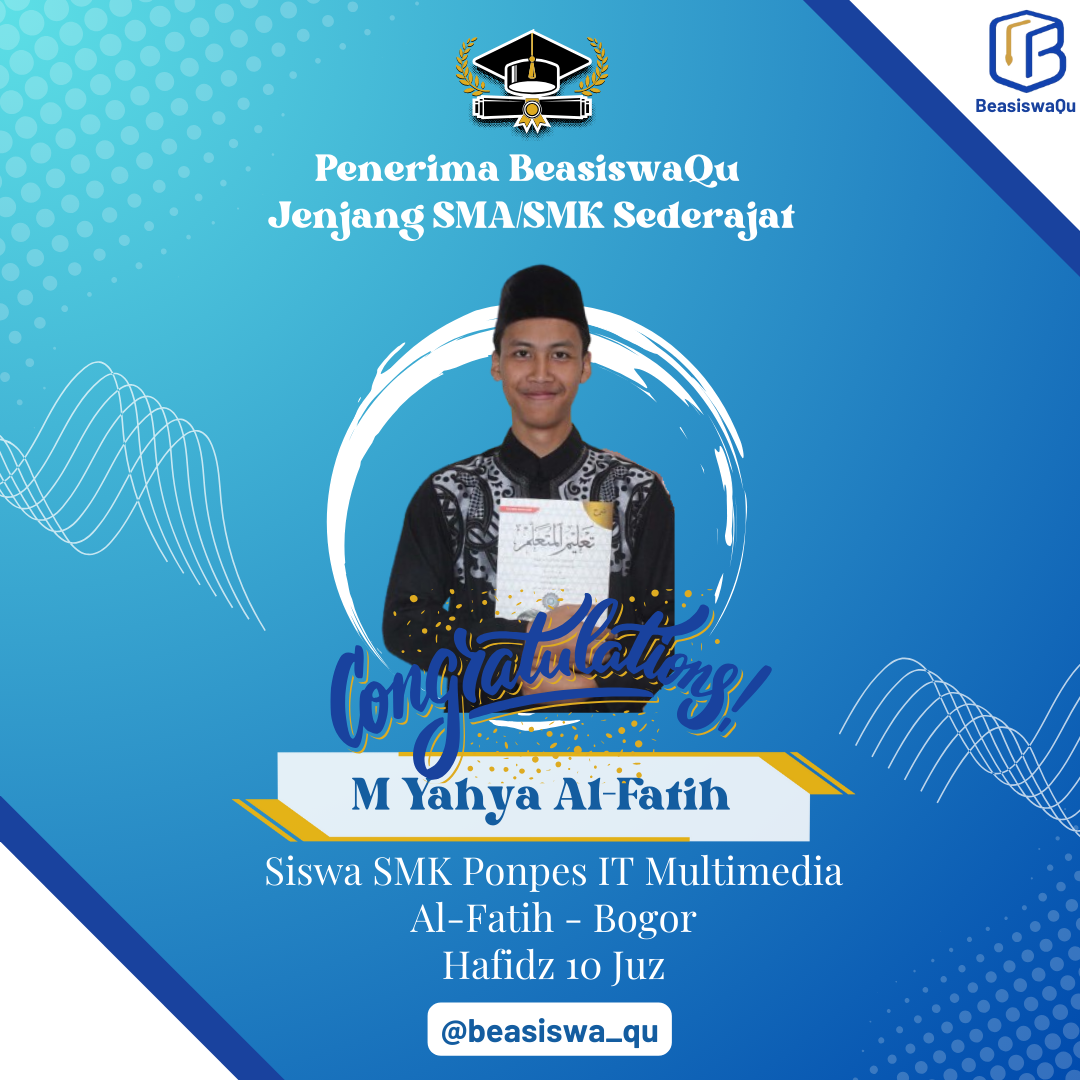 BeasiswaQu
Penerima BeasiswaQu
Jenjang SMA/SMK Sederajat
تعليم المتعلم
Congratulations!
M Yahya Al-Fatih
Siswa SMK Ponpes IT Multimedia
Al-Fatih - Bogor
Hafidz 10 Juz
@beasiswa_qu